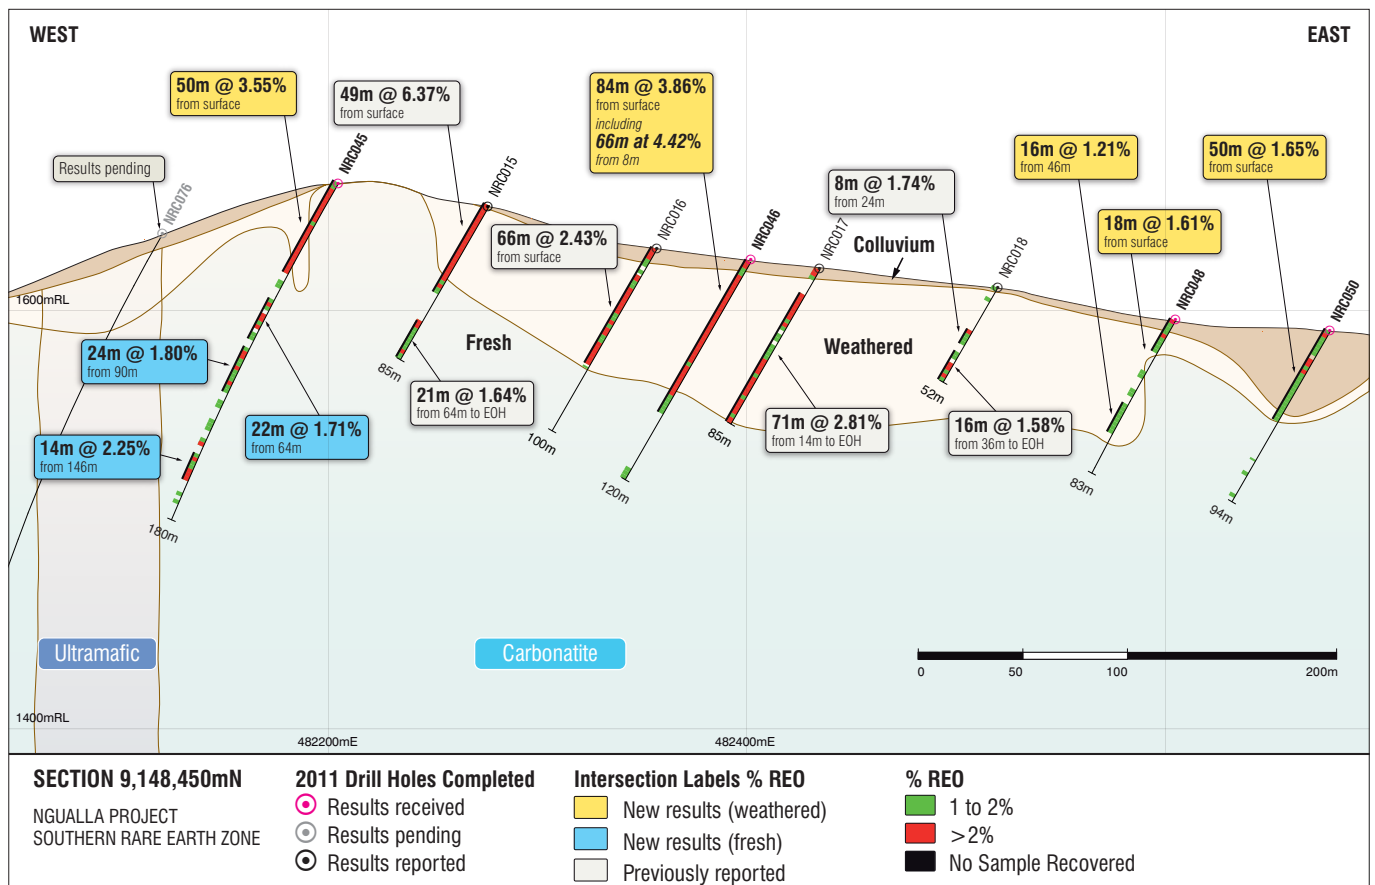 WEST
EAST
50m @ 3.55%
from surface
49m @ 6.37%
from surface
84m @ 3.86%
from surface
including
66m at 4.42%
from 8m
16m @ 1.21%
from 46m
50m @ 1.65%
from surface
Results pending
8m @ 1.74%
from 24m
18m @ 1.61%
from surface
66m @ 2.43%
from surface
NRC076
NRC045
NRC015
NRC016
NRC046
NRC017
NRC018
NRC048
NRC050
Colluvium
1600mRL
Fresh
Weathered
24m @ 1.80%
from 90m
22m @ 1.71%
from 64m
14m @ 2.25%
from 146m
21m @ 1.64%
from 64m to EOH
71m @ 2.81%
from 14m to EOH
16m @ 1.58%
from 36m to EOH
180m
85m
100m
120m
85m
52m
83m
94m
Ultramafic
Carbonatite
0
50
100
200m
1400mRL
482200mE
482400mE
SECTION 9,148,450mN
NGUALLA PROJECT
SOUTHERN RARE EARTH ZONE
2011 Drill Holes Completed
Results received
Results pending
Results reported
Intersection Labels % REO
New results (weathered)
New results (fresh)
Previously reported
% REO
1 to 2%
>2%
No Sample Recovered